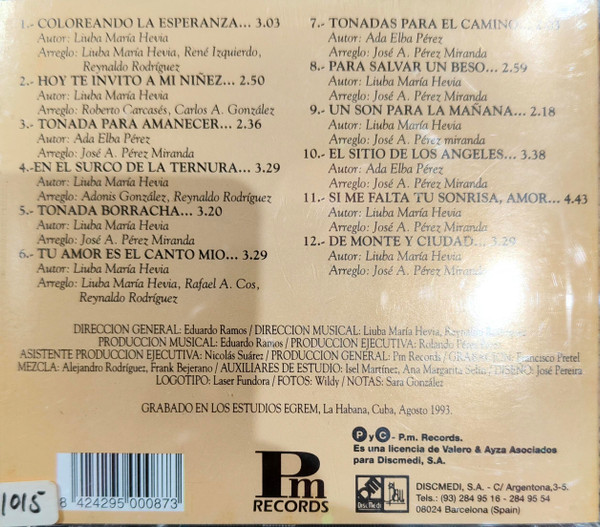 1.- COLOREANDO LA ESPERANZA... 3.03
Autor: Liuba María Hevia
Arreglo: Liuba María Hevia, René Izquierdo,
Reynaldo Rodríguez
2.- HOY TE INVITO A MI NIÑEZ... 2.50
Autor: Liuba María Hevia
Arreglo: Roberto Carcasés, Carlos A. González
3.- TONADA PARA AMANECER... 2.36
Autor: Ada Elba Pérez
Arreglo: José A. Pérez Miranda
4.-EN EL SURCO DE LA TERNURA... 3.29
Autor: Liuba María Hevia
Arreglo: Adonis González, Reynaldo Rodríguez
5.- TONADA BORRACHA... 3.20
Autor: Liuba María Hevia
Arreglo: José A. Pérez Miranda
6.- TU AMOR ES EL CANTO MIO... 3.29
Autor: Liuba María Hevia
Arreglo: Liuba María Hevia, Rafael A. Cos,
Reynaldo Rodríguez
7.- TONADAS PARA EL CAMINO...
Autor: Ada Elba Pérez
Arreglo: José A. Pérez Miranda
8.- PARA SALVAR UN BESO... 2.59
Autor: Liuba María Hevia
Arreglo: José A. Pérez Miranda
9.- UN SON PARA LA MAÑANA... 2.18
Autor: Liuba María Hevia
Arreglo: José A. Pérez miranda
10.- EL SITIO DE LOS ANGELES... 3.38
Autor: Ada Elba Pérez
Arreglo: José A. Pérez Miranda
11.- SI ME FALTA TU SONRISA, AMOR... 4.43
Autor: Liuba María Hevia
Arreglo: José A. Pérez Miranda
12.- DE MONTE Y CIUDAD... 3.29
Autor: Liuba María Hevia
Arreglo: José A. Pérez Miranda
DIRECCION GENERAL: Eduardo Ramos / DIRECCION MUSICAL: Liuba María Hevia, Reynaldo Rodríguez
PRODUCCION MUSICAL: Eduardo Ramos / PRODUCCION EJECUTIVA: Rolando Pérez
ASISTENTE PRODUCCION EJECUTIVA: Nicolás Suárez / PRODUCCION GENERAL: Pm Records / GRABACION: Francisco Pretel
MEZCLA: Alejandro Rodríguez, Frank Bejerano / AUXILIARES DE ESTUDIO: Isel Martínez, Ana Margarita / DISEÑO: José Pereira
LOGOTIPO: Laser Fundora / FOTOS: Wildy / NOTAS: Sara González
GRABADO EN LOS ESTUDIOS EGREM, La Habana, Cuba, Agosto 1993.
1015
8 424295 000873
Pm
RECORDS
P y C - P.m. Records.
Es una licencia de Valero & Ayza Asociados
para Discmedi, S.A.
DISCMEDI, S.A. - C/ Argentona,3-5.
Tels.: (93) 284 95 16 - 284 95 54
08024 Barcelona (Spain)